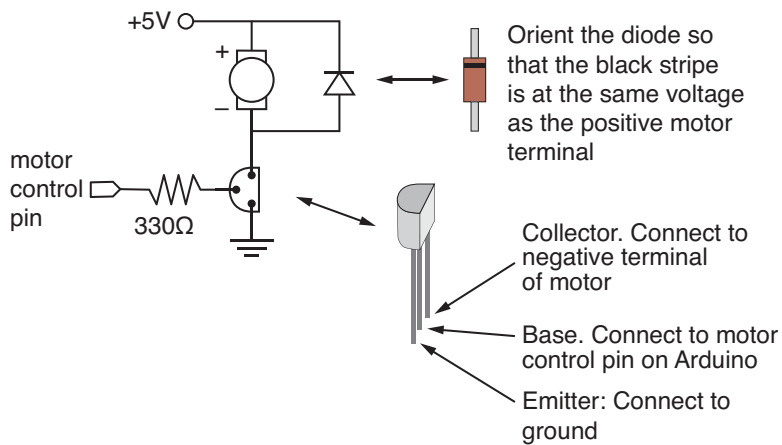 +5V
+
–
Orient the diode so
that the black stripe
is at the same voltage
as the positive motor
terminal
motor
control
pin
330Ω
Collector. Connect to
negative terminal
of motor
Base. Connect to motor
control pin on Arduino
Emitter: Connect to
ground